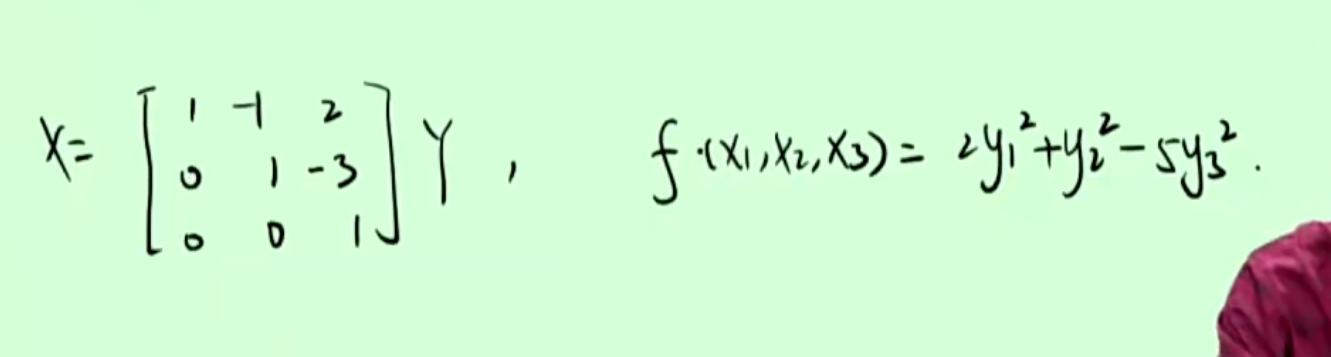 X = [ 1 -1 2 ; 0 1 -3 ; 0 0 1 ] Y , f(x₁,x₂,x₃) = 2y₁²+y₂²-5y₃².